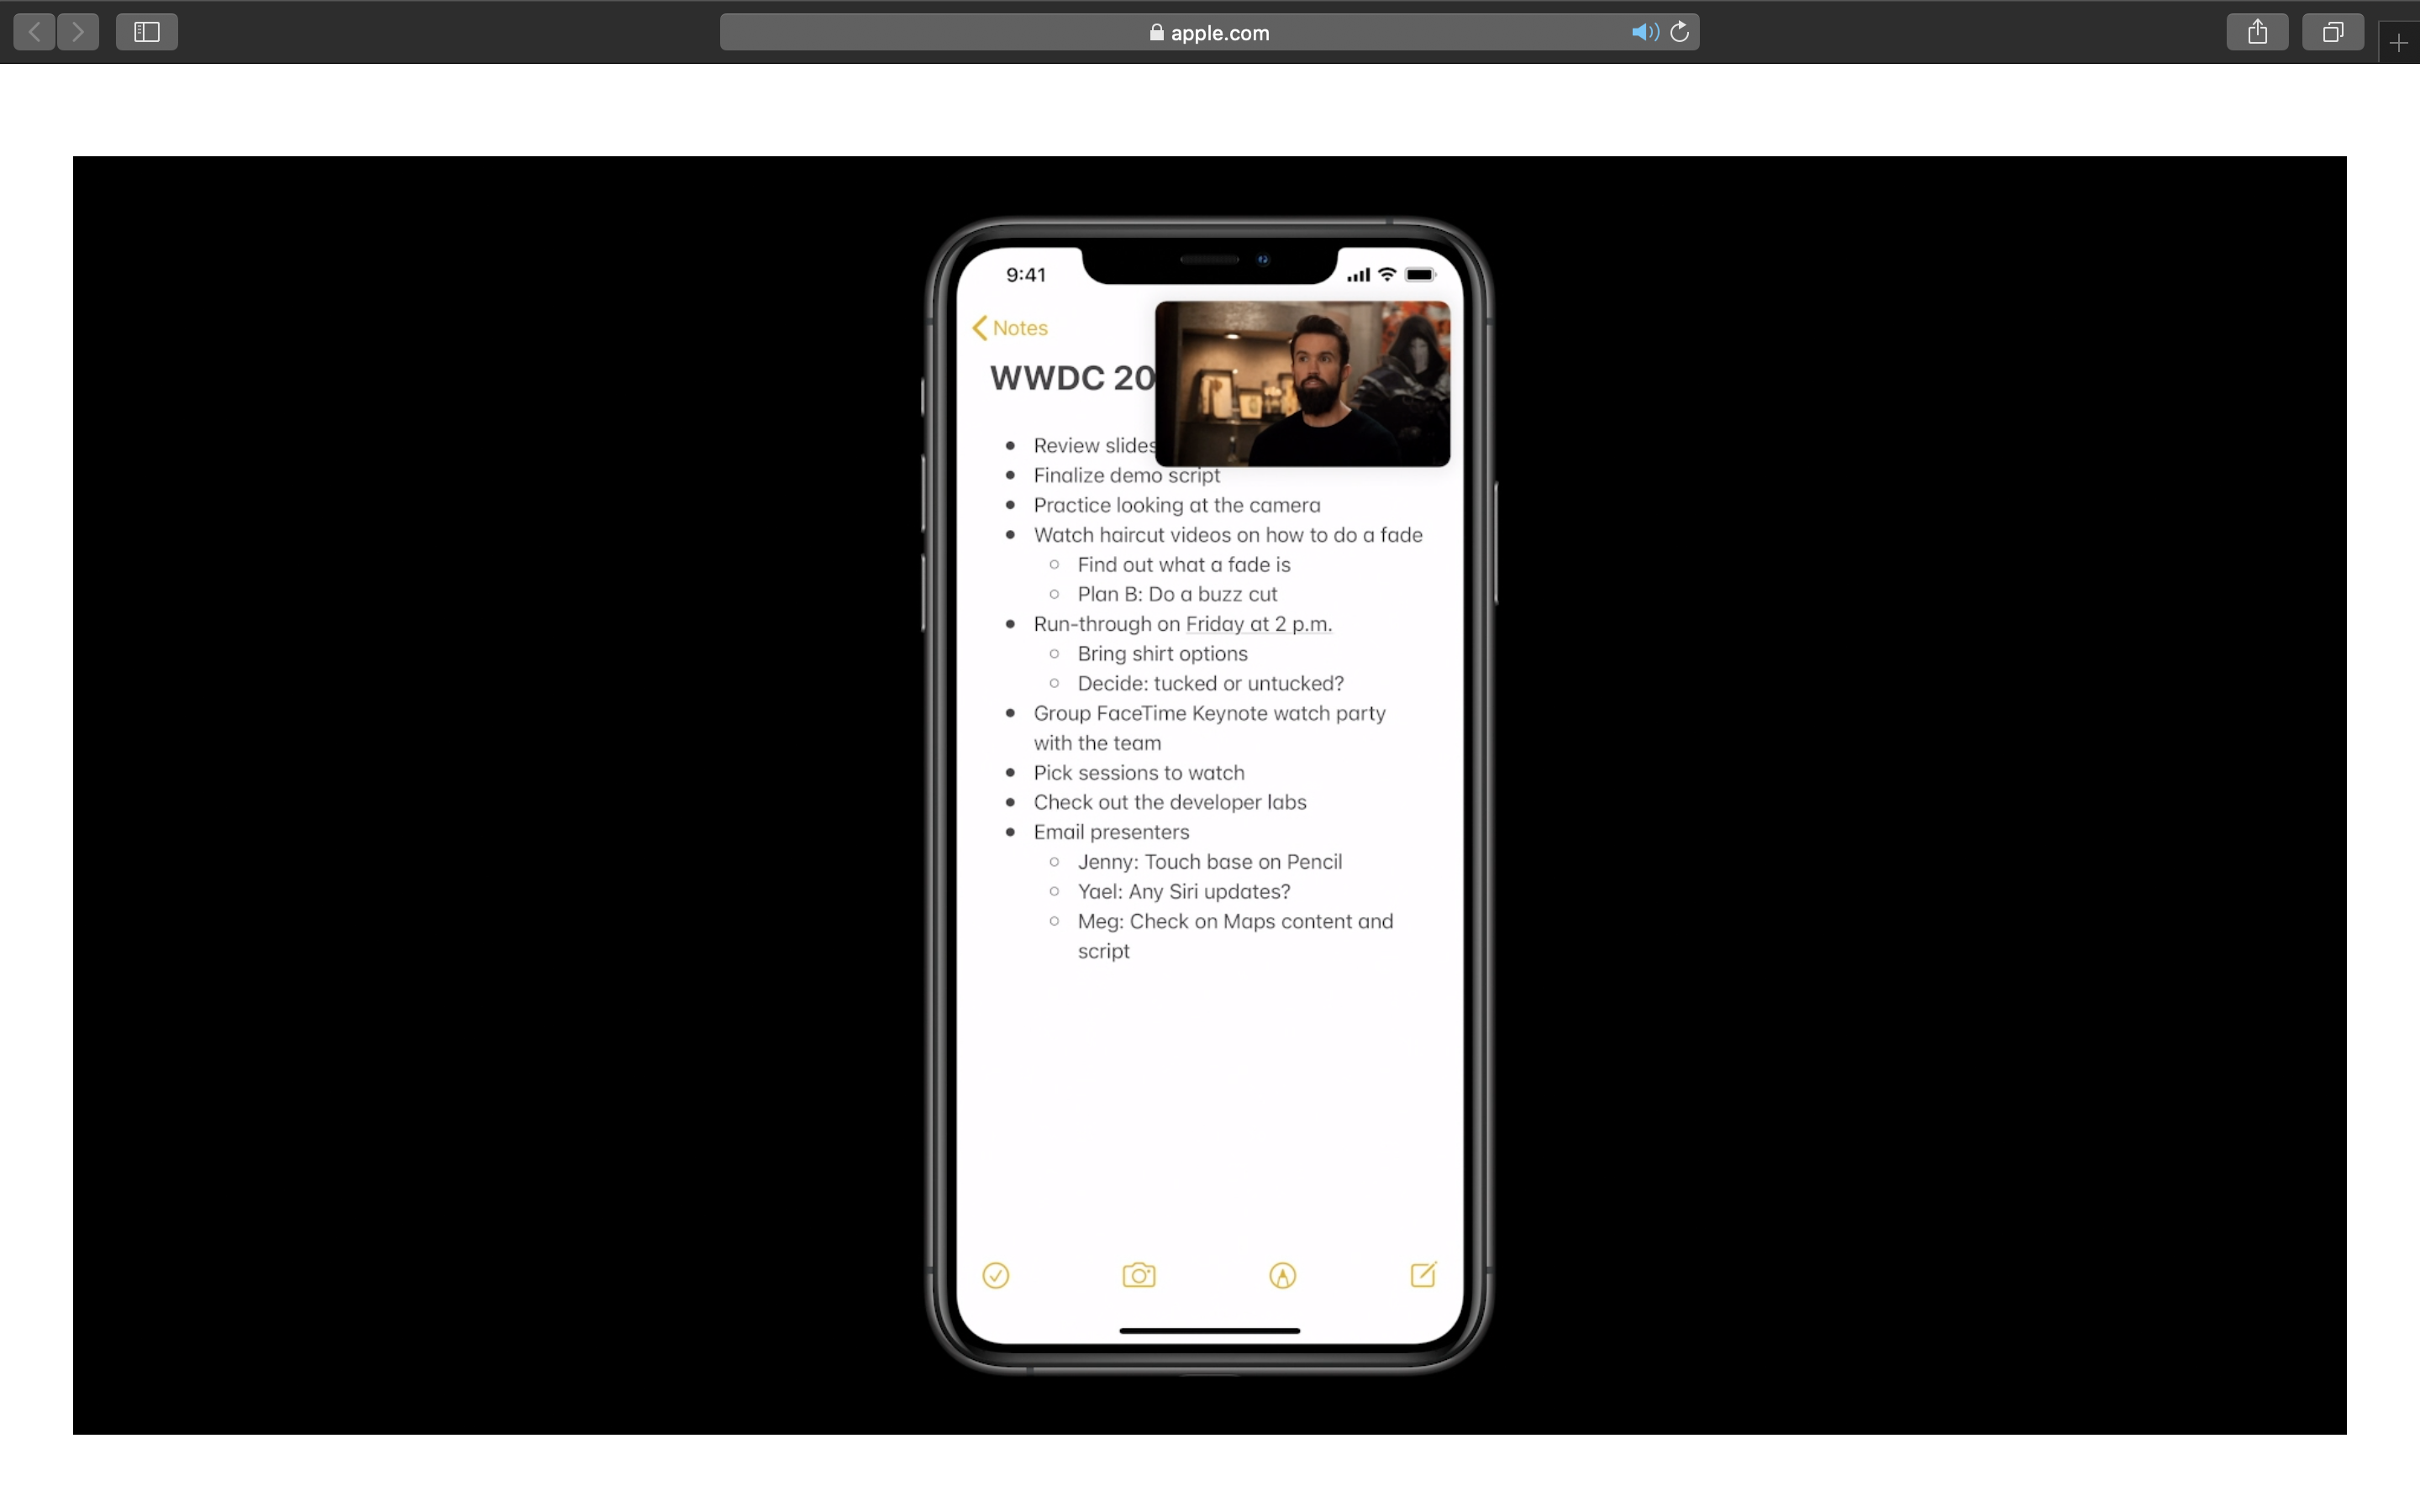 apple.com
9:41
Notes
WWDC 20
• Review slides
• Finalize demo script
• Practice looking at the camera
• Watch haircut videos on how to do a fade
○ Find out what a fade is
○ Plan B: Do a buzz cut
• Run-through on Friday at 2 p.m.
○ Bring shirt options
○ Decide: tucked or untucked?
• Group FaceTime Keynote watch party
with the team
• Pick sessions to watch
• Check out the developer labs
• Email presenters
○ Jenny: Touch base on Pencil
○ Yael: Any Siri updates?
○ Meg: Check on Maps content and
script